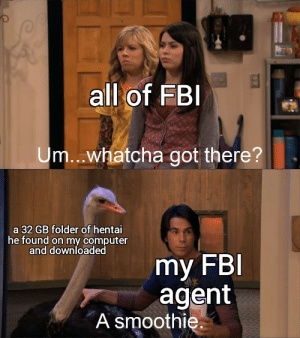 all of FBI
Um...whatcha got there?
a 32 GB folder of hentai
he found on my computer
and downloaded
my FBI
agent
A smoothie.